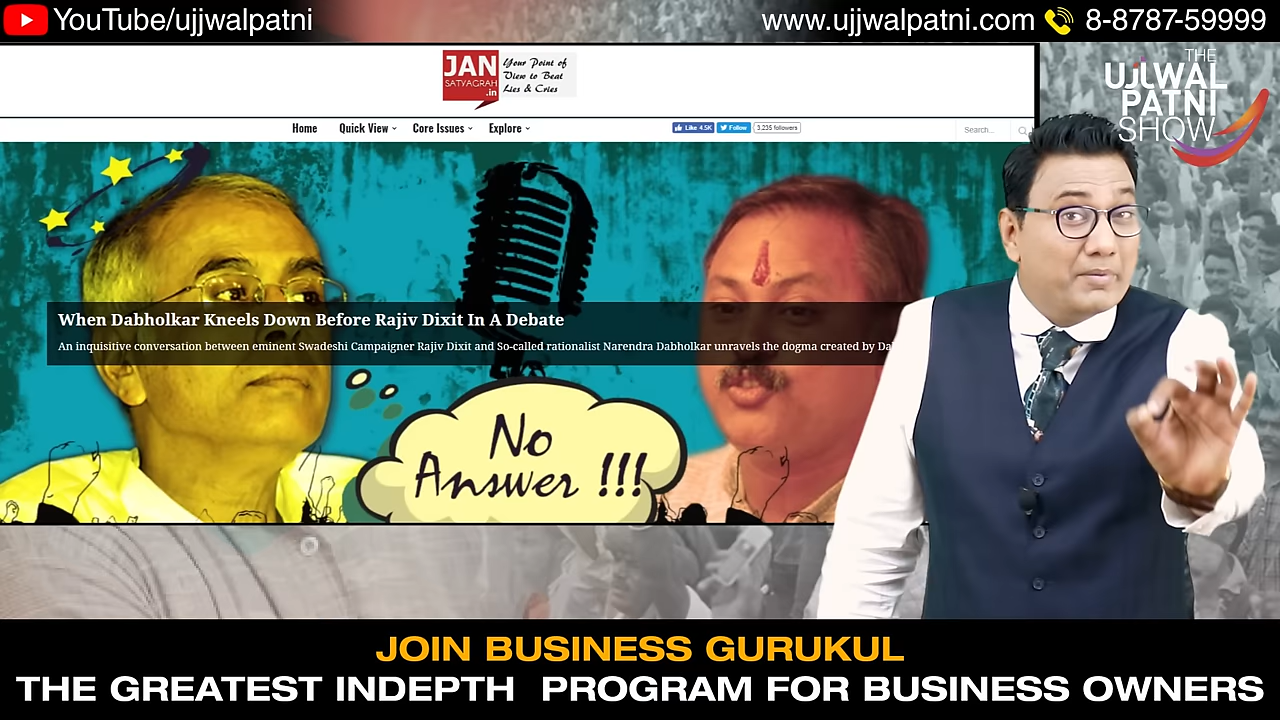 YouTube/ujjwalpatni
www.ujjwalpatni.com 8-8787-59999
JAN
SATYAGRAH
.in
Your Point of
View to Beat
Lies & Cries
THE
UJJWAL
PATNI
SHOW
Home Quick View Core Issues Explore
Like 4.5K Follow 3,235 followers
Search...
When Dabholkar Kneels Down Before Rajiv Dixit In A Debate
An inquisitive conversation between eminent Swadeshi Campaigner Rajiv Dixit and So-called rationalist Narendra Dabholkar unravels the dogma created by
No
Answer !!!
JOIN BUSINESS GURUKUL
THE GREATEST INDEPTH PROGRAM FOR BUSINESS OWNERS